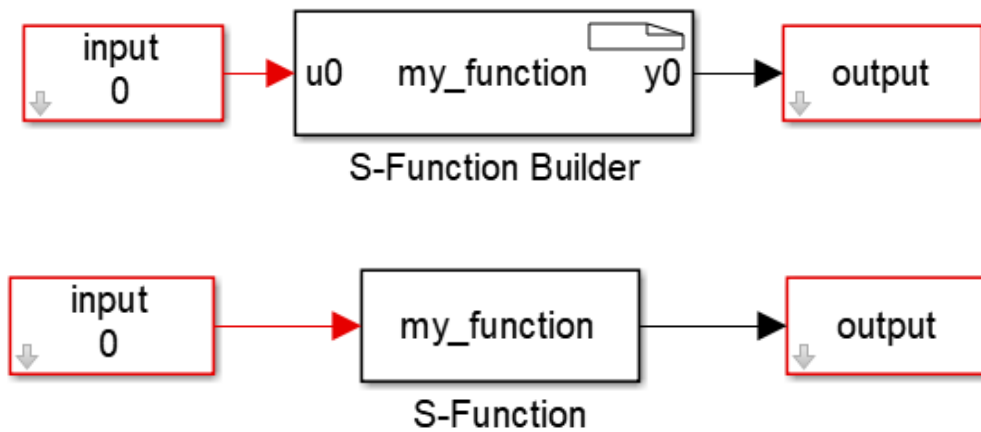 input
0
u0 my_function y0
output
S-Function Builder
input
0
my_function
output
S-Function